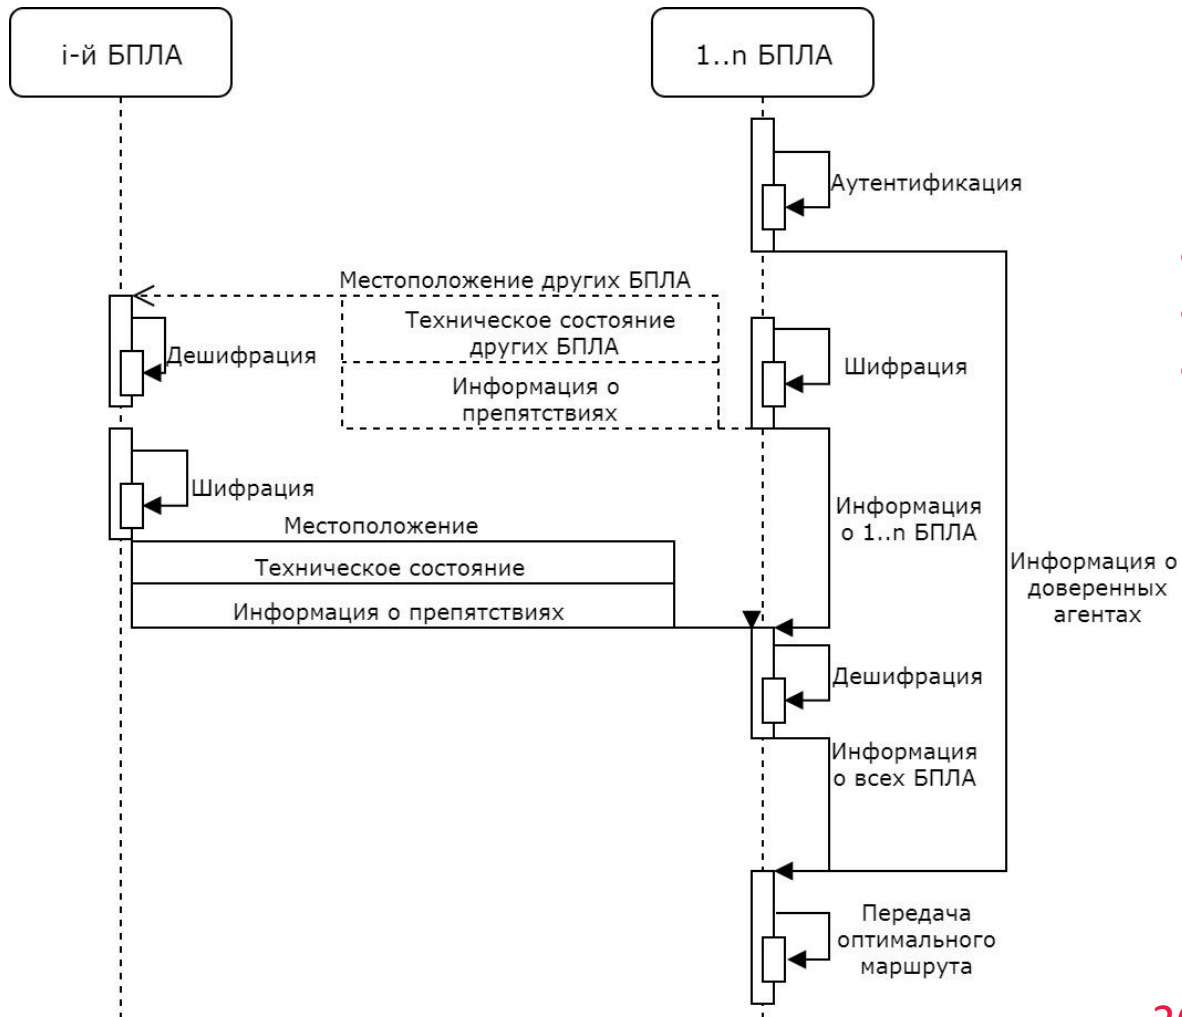 i-й БПЛА
1..n БПЛА
Аутентификация
Местоположение других БПЛА
Техническое состояние
других БПЛА
Дешифрация
Шифрация
Информация о
препятствиях
Шифрация
Местоположение
Информация
о 1..n БПЛА
Техническое состояние
Информация о
доверенных
агентах
Информация о препятствиях
Дешифрация
Информация
о всех БПЛА
Передача
оптимального
маршрута